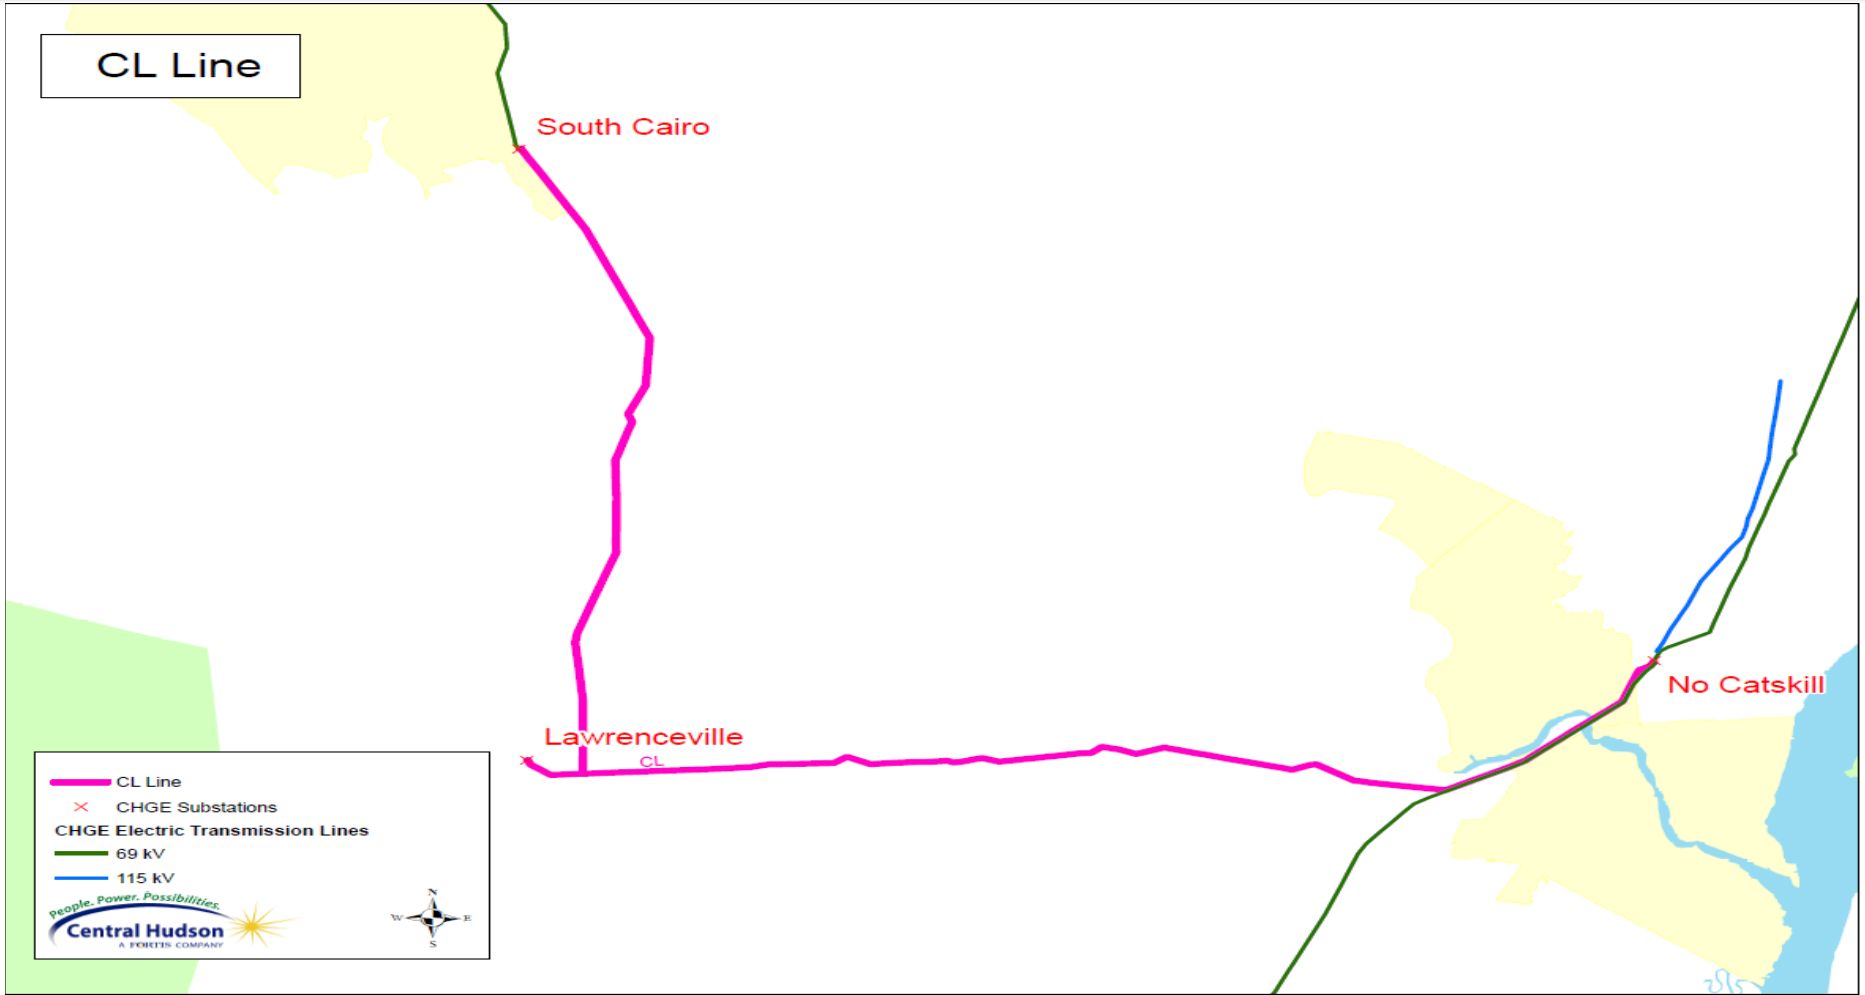 CL Line
South Cairo
No Catskill
Lawrenceville
CL
CL Line
CHGE Substations
CHGE Electric Transmission Lines
69 kV
115 kV
People. Power. Possibilities.
Central Hudson
A FORTIS COMPANY
N
W E
S